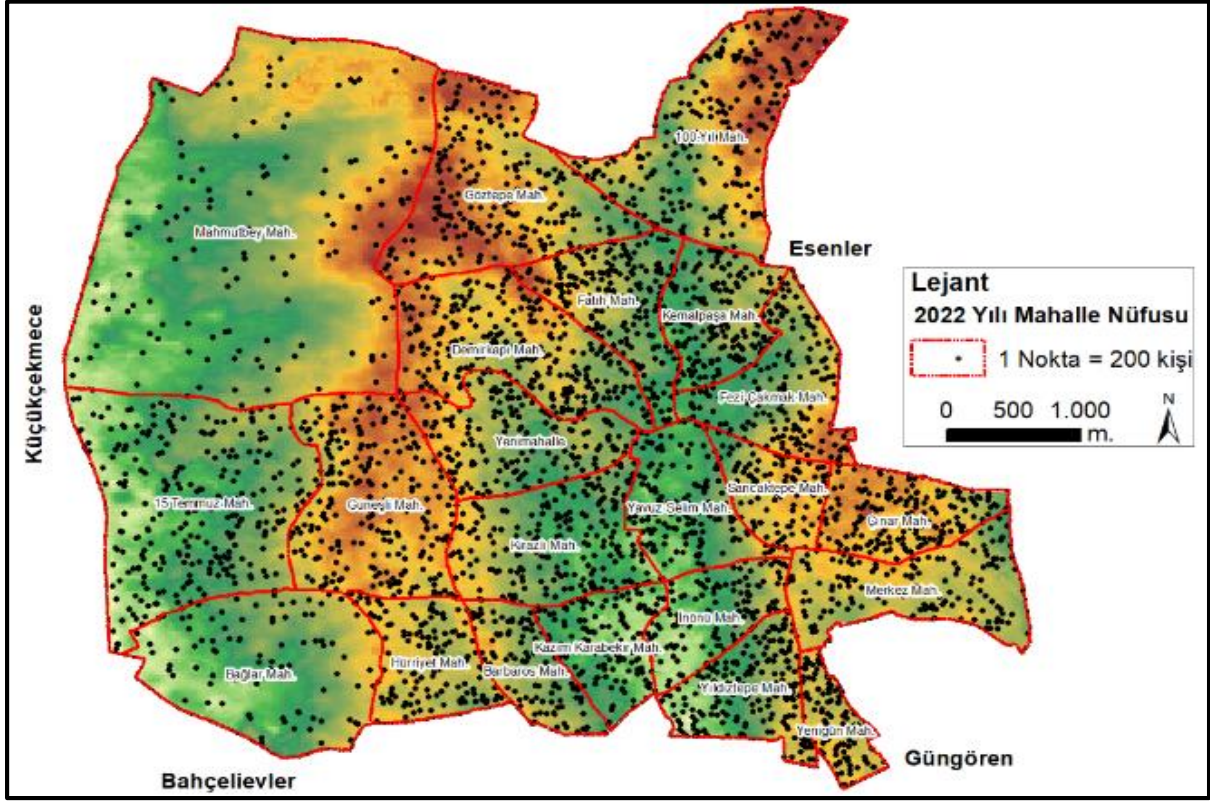 100.Yıl Mah.
Göztepe Mah.
Mahmutbey Mah.
Esenler
Lejant
2022 Yılı Mahalle Nüfusu
1 Nokta = 200 kişi
0 500 1.000
m.
N
Fatih Mah.
Kemalpaşa Mah.
Demirkapı Mah.
Fezi Çakmak Mah.
Küçükçekmece
Yenimahalle
15 Temmuz Mah.
Güneşli Mah.
Sancaktepe Mah.
Yavuz Selim Mah.
Çınar Mah.
Kirazlı Mah.
Merkez Mah.
İnönü Mah.
Kazım Karabekir Mah.
Bağlar Mah.
Hürriyet Mah.
Barbaros Mah.
Yıldıztepe Mah.
Yenigün Mah.
Güngören
Bahçelievler